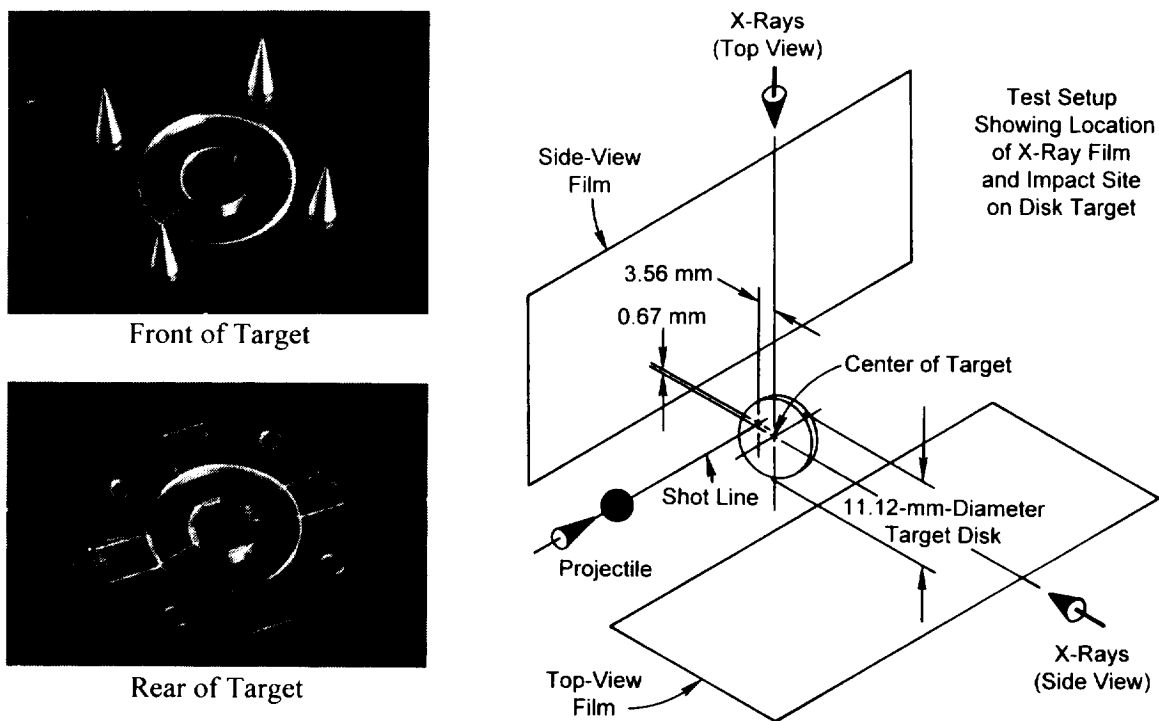 Front of Target
Rear of Target
X-Rays
(Top View)
Test Setup
Showing Location
of X-Ray Film
and Impact Site
on Disk Target
Side-View
Film
3.56 mm
0.67 mm
Center of Target
Shot Line
11.12-mm-Diameter
Target Disk
Projectile
Top-View
Film
X-Rays
(Side View)